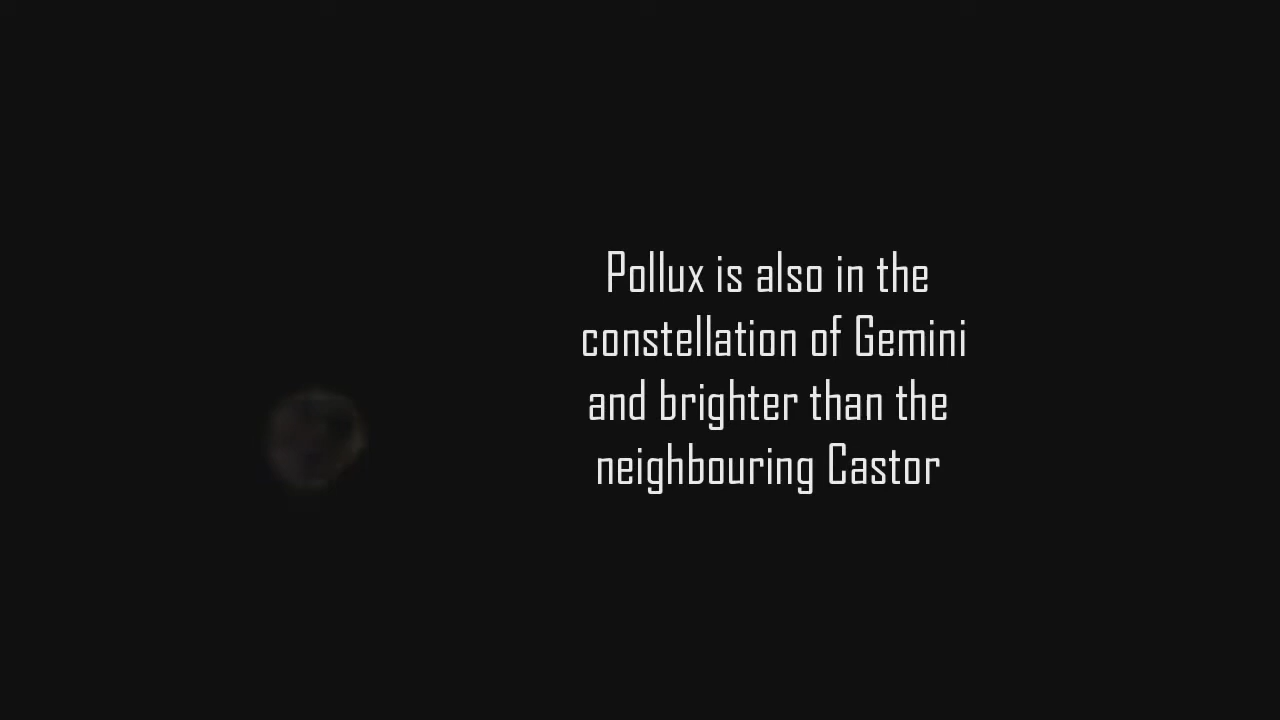 Pollux is also in the
constellation of Gemini
and brighter than the
neighbouring Castor